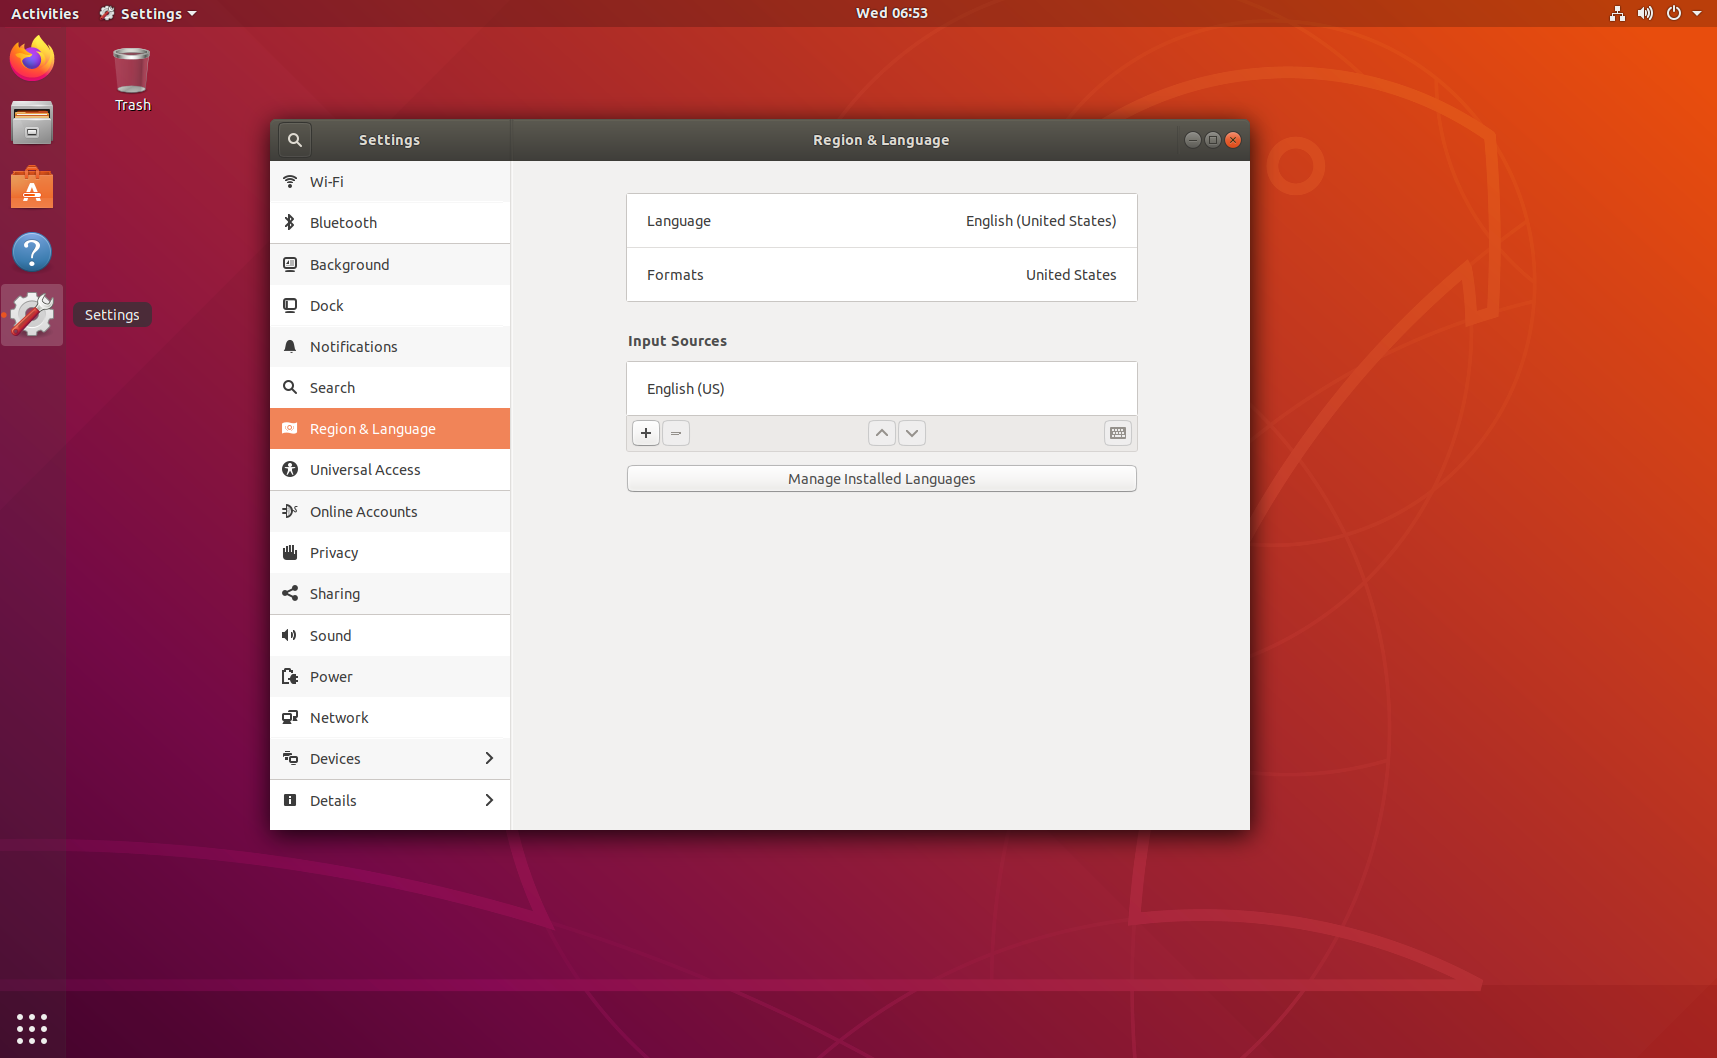 Activities Settings Wed 06:53
Trash
Settings
Settings Region & Language
Wi-Fi
Bluetooth
Background
Dock
Notifications
Search
Region & Language
Universal Access
Online Accounts
Privacy
Sharing
Sound
Power
Network
Devices
Details
Language English (United States)
Formats United States
Input Sources
English (US)
Manage Installed Languages